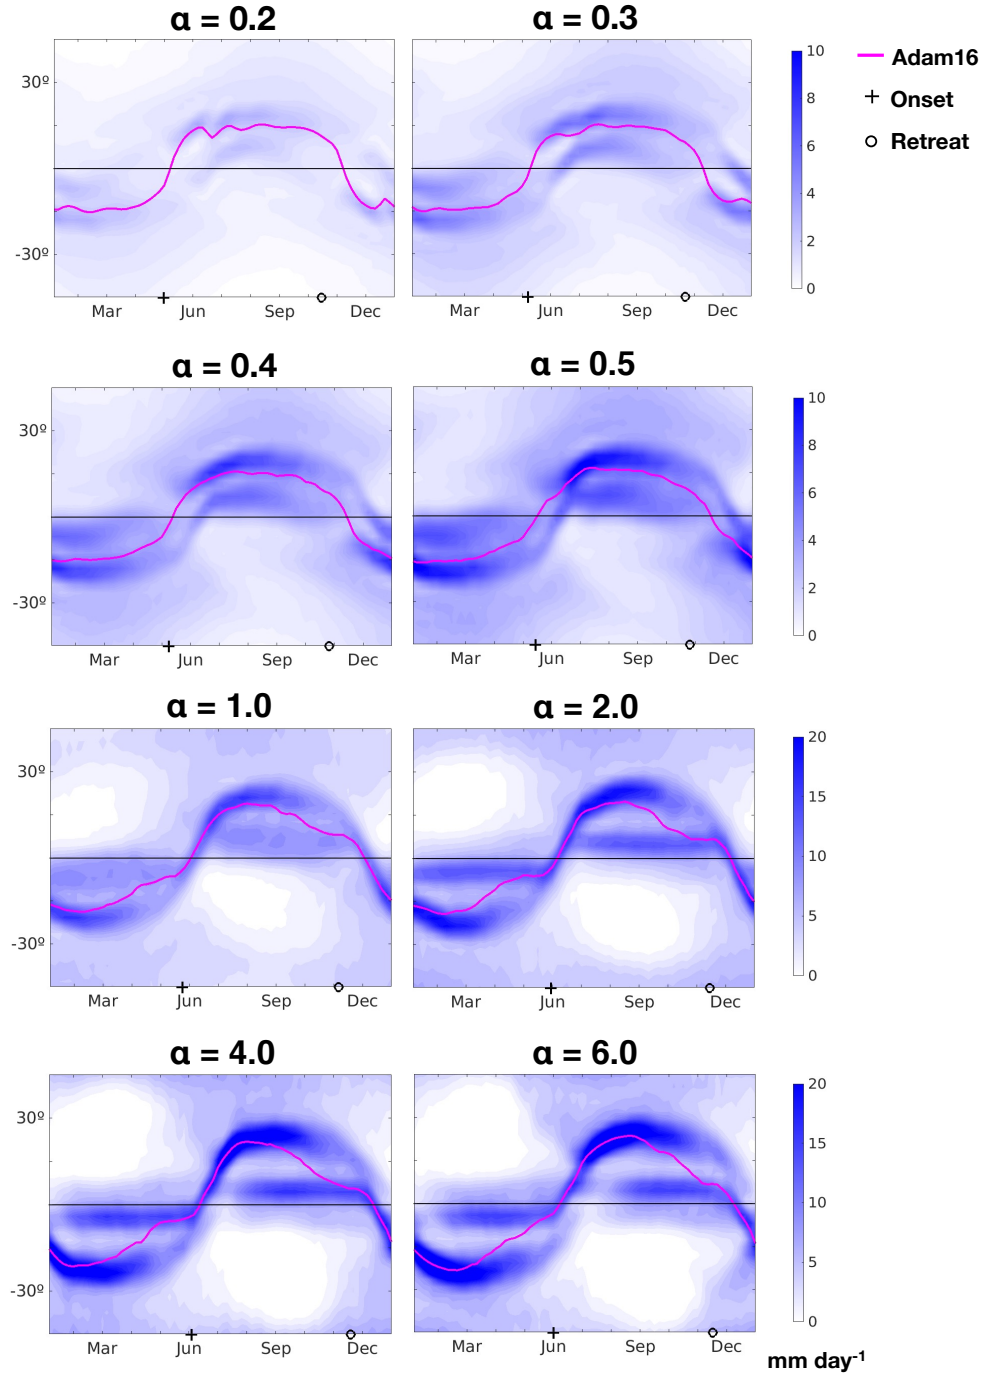 α = 0.2
α = 0.3
30º
-30º
Mar
Jun
Sep
Dec
Mar
Jun
Sep
Dec
10
8
6
4
2
0
Adam16
Onset
Retreat
α = 0.4
α = 0.5
30º
-30º
Mar
Jun
Sep
Dec
Mar
Jun
Sep
Dec
10
8
6
4
2
0
α = 1.0
α = 2.0
30º
-30º
Mar
Jun
Sep
Dec
Mar
Jun
Sep
Dec
20
15
10
5
0
α = 4.0
α = 6.0
30º
-30º
Mar
Jun
Sep
Dec
Mar
Jun
Sep
Dec
20
15
10
5
0
mm day⁻¹